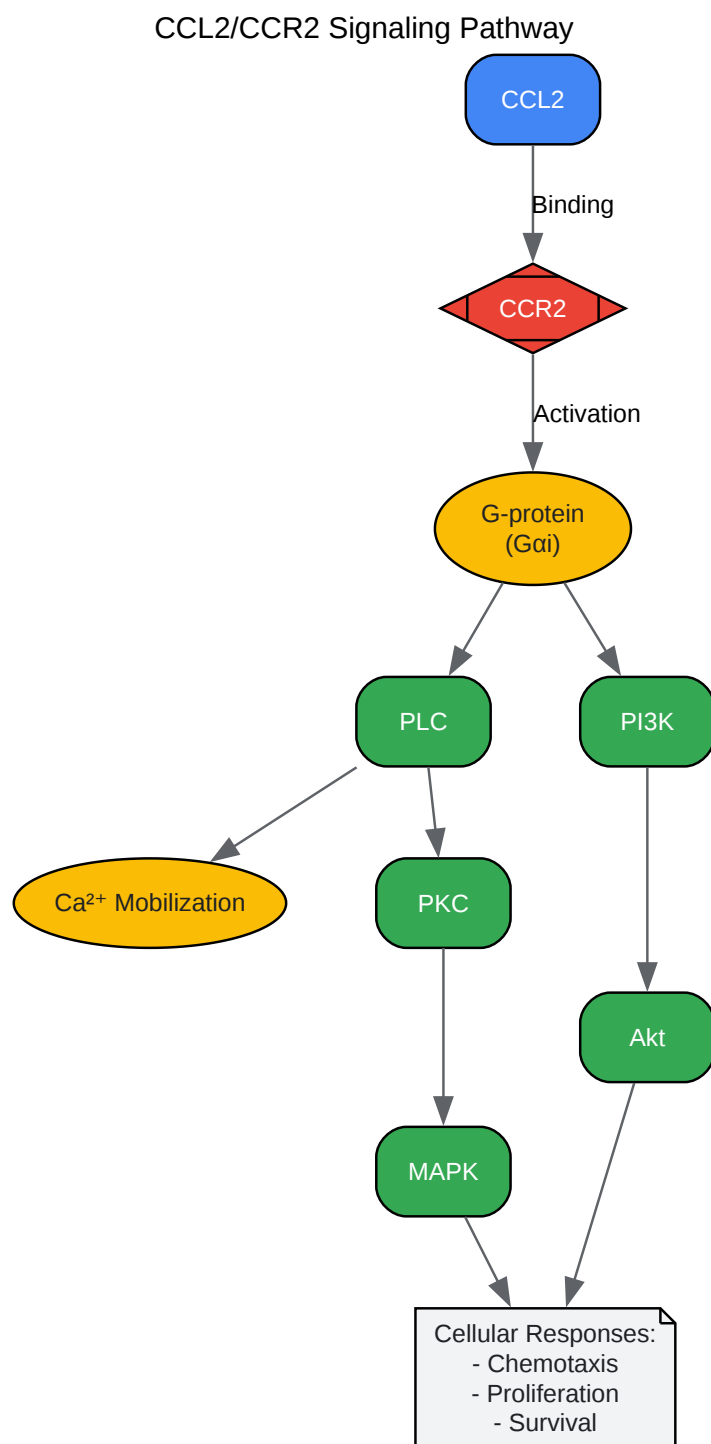 CCL2/CCR2 Signaling Pathway
CCL2
Binding
CCR2
Activation
G-protein
(Gαi)
PLC
PI3K
Ca²⁺ Mobilization
PKC
Akt
MAPK
Cellular Responses:
- Chemotaxis
- Proliferation
- Survival